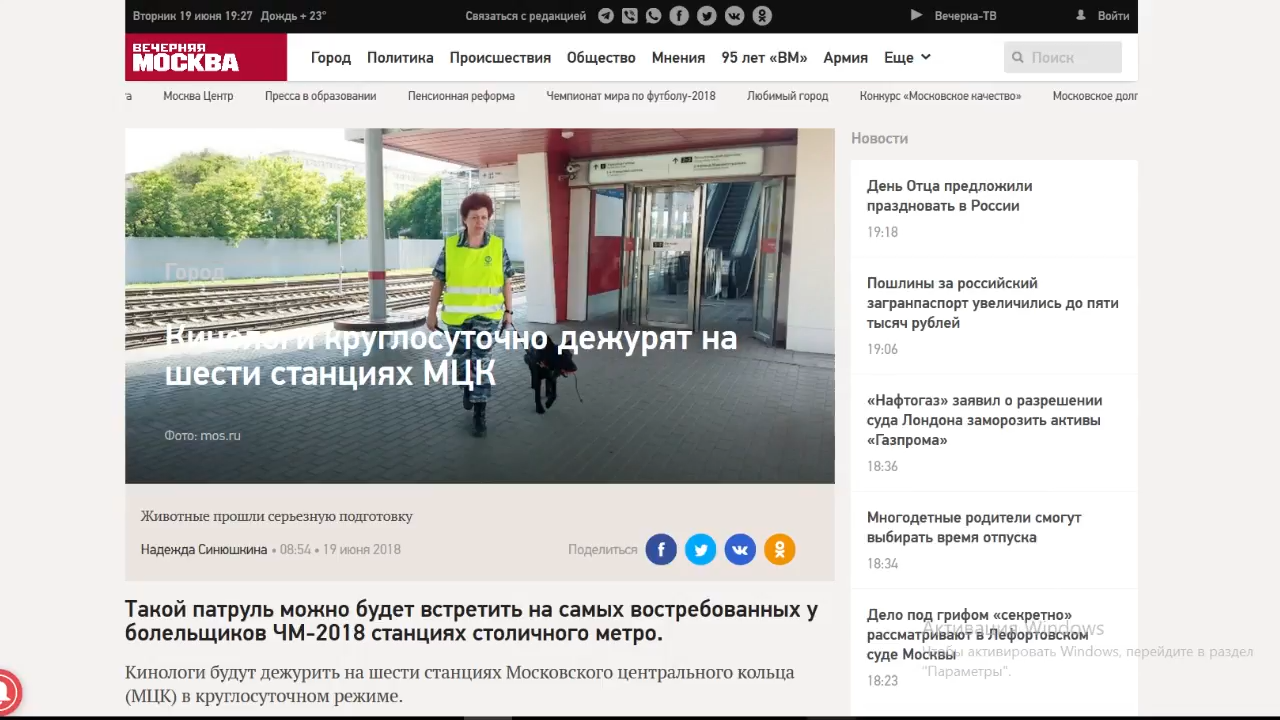 Вторник 19 июня 19:27 Дождь + 23°
Связаться с редакцией
Вечерка-ТВ
Войти
ВЕЧЕРНЯЯ
МОСКВА
Город Политика Происшествия Общество Мнения 95 лет «ВМ» Армия Еще
Поиск
та Москва Центр Пресса в образовании Пенсионная реформа Чемпионат мира по футболу-2018 Любимый город Конкурс «Московское качество» Московское долг
Город
Кинологи круглосуточно дежурят на
шести станциях МЦК
Фото: mos.ru
Животные прошли серьезную подготовку
Надежда Синюшкина • 08:54 • 19 июня 2018
Поделиться
Такой патруль можно будет встретить на самых востребованных у
болельщиков ЧМ-2018 станциях столичного метро.
Кинологи будут дежурить на шести станциях Московского центрального кольца
(МЦК) в круглосуточном режиме.
Новости
День Отца предложили
праздновать в России
19:18
Пошлины за российский
загранпаспорт увеличились до пяти
тысяч рублей
19:06
«Нафтогаз» заявил о разрешении
суда Лондона заморозить активы
«Газпрома»
18:36
Многодетные родители смогут
выбирать время отпуска
18:34
Дело под грифом «секретно»
рассматривают в Лефортовском
суде Москвы
18:23
Активация Windows
Чтобы активировать Windows, перейдите в раздел
"Параметры".